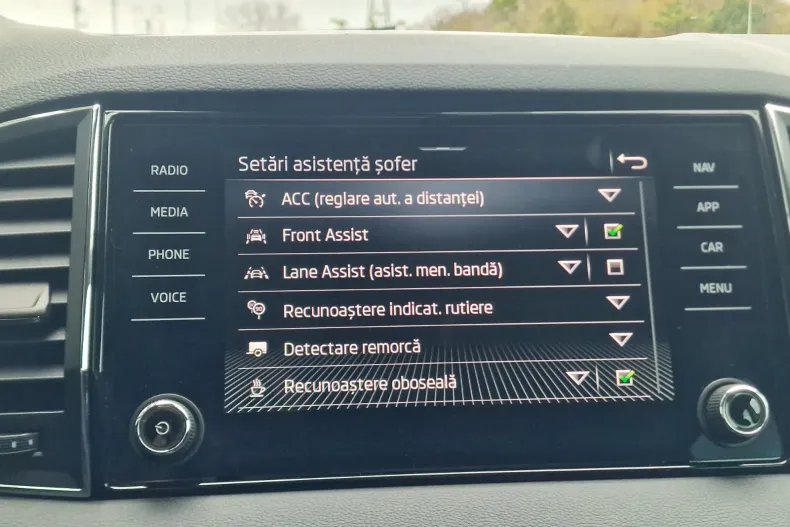 RADIO
MEDIA
PHONE
VOICE
Setări asistență șofer
ACC (reglare aut. a distanței)
Front Assist
Lane Assist (asist. men. bandă)
Recunoaștere indicat. rutiere
Detectare remorcă
Recunoaștere oboseală
NAV
APP
CAR
MENU